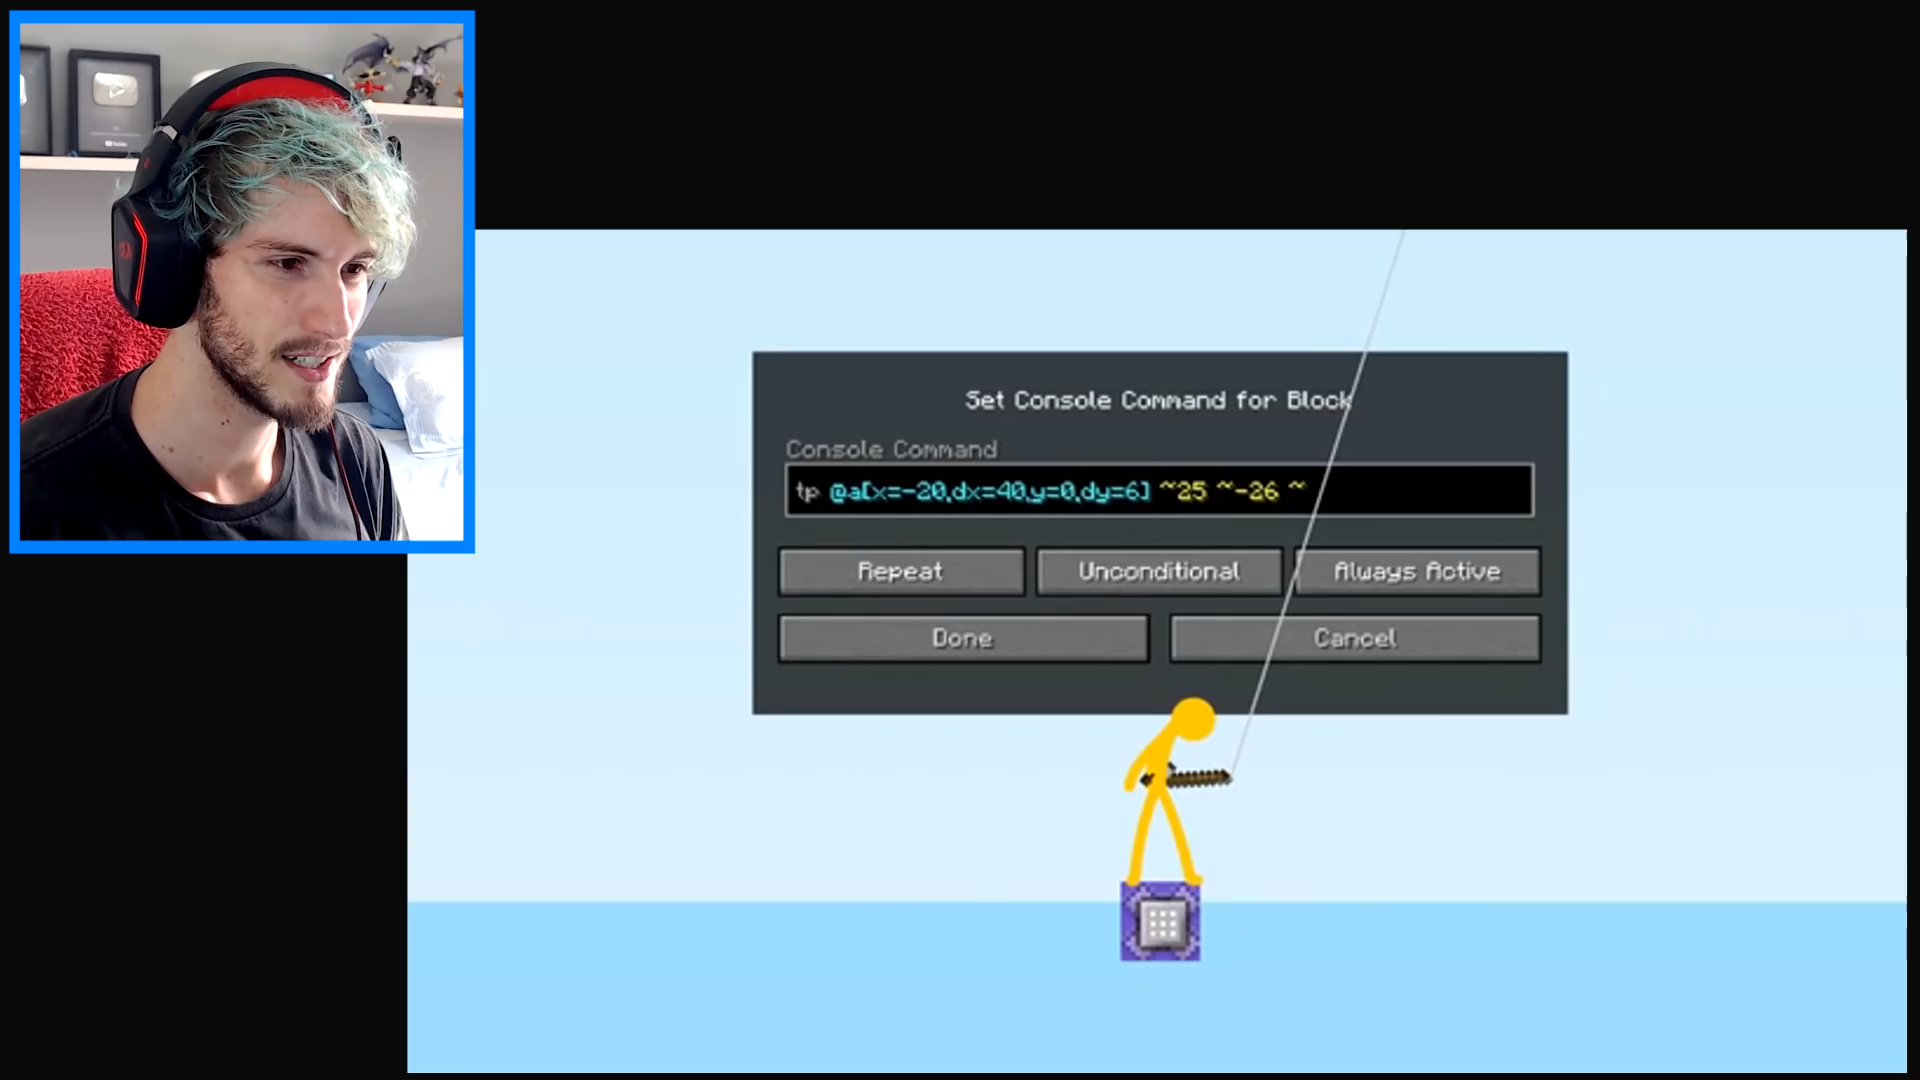 Set Console Command for Block
Console Command
tp @a[x=-20,dx=40,y=0,dy=6] ~25 ~-26 ~
Repeat
Unconditional
Always Active
Done
Cancel